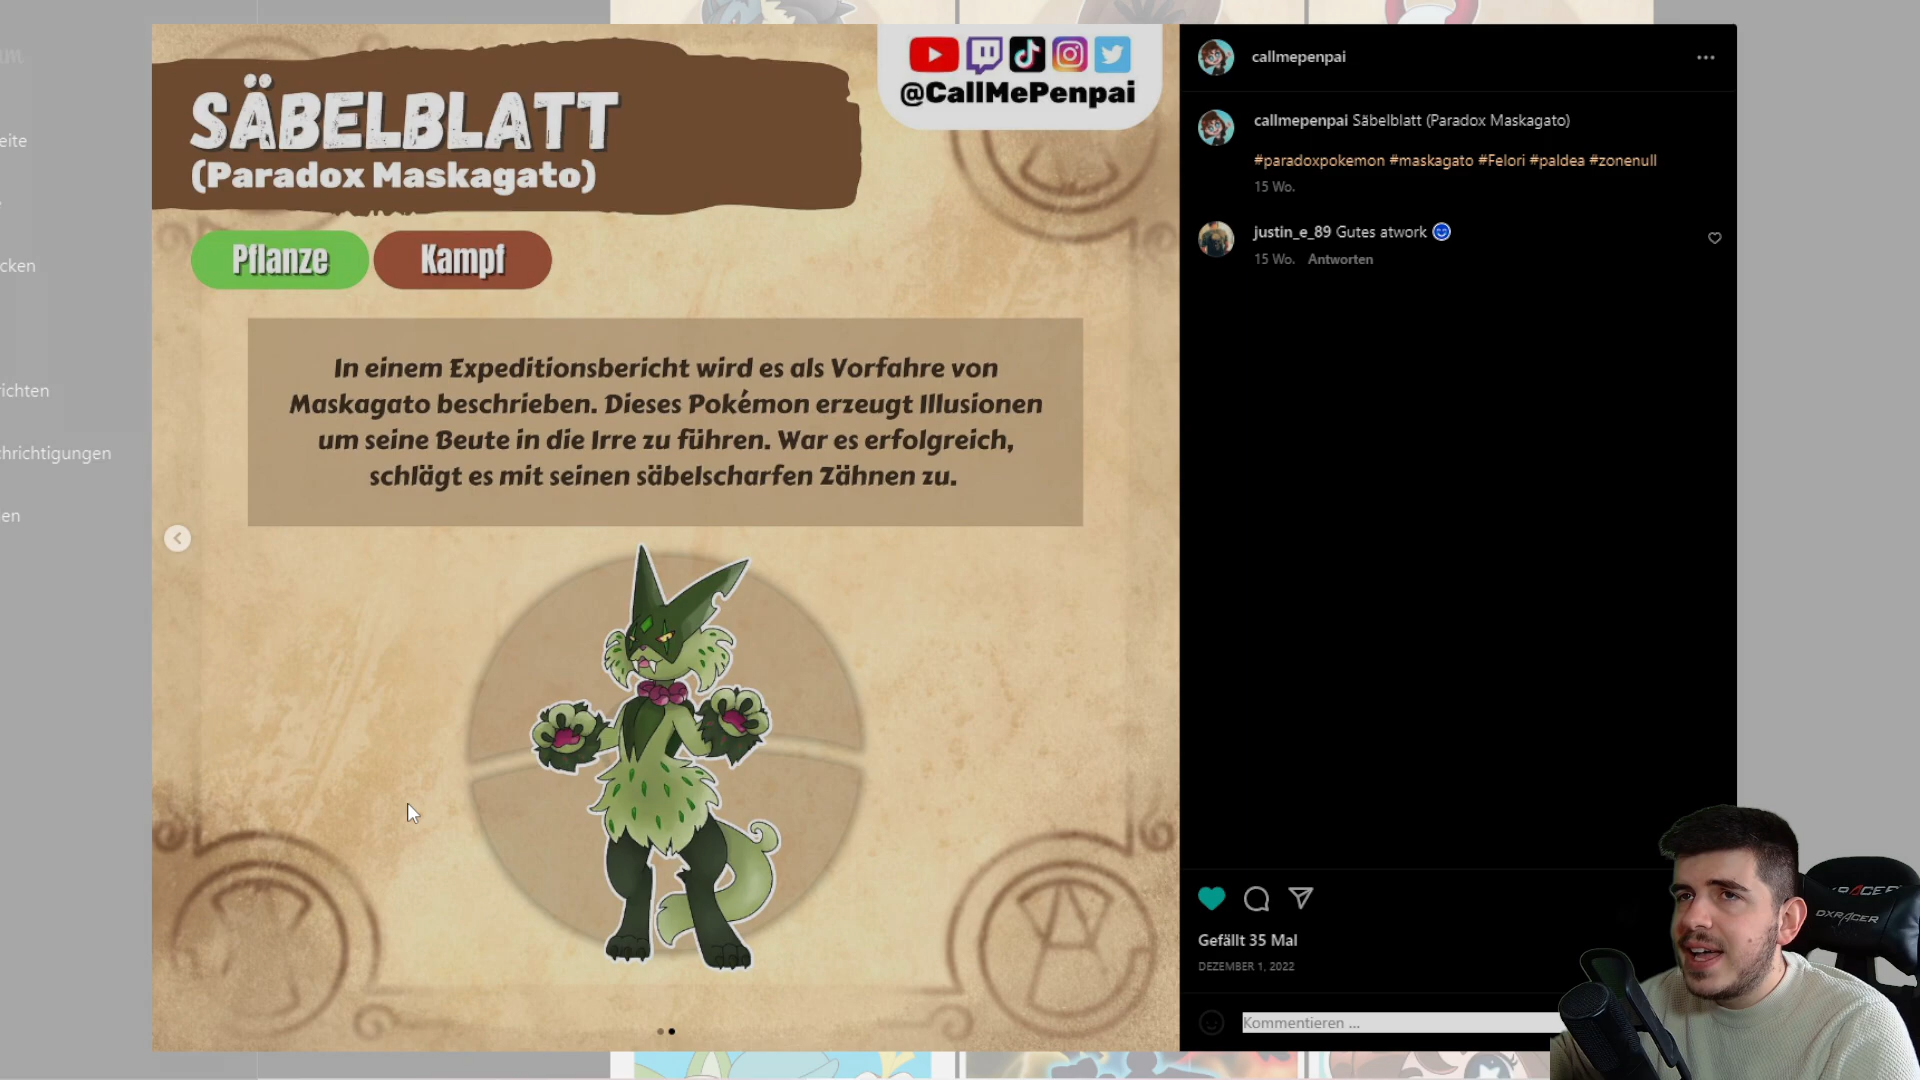 SÄBELBLATT
(Paradox Maskagato)
@CallMePenpai
Pflanze Kampf
In einem Expeditionsbericht wird es als Vorfahre von
Maskagato beschrieben. Dieses Pokémon erzeugt Illusionen
um seine Beute in die Irre zu führen. War es erfolgreich,
schlägt es mit seinen säbelscharfen Zähnen zu.
callmepenpai
callmepenpai Säbelblatt (Paradox Maskagato)
#paradoxpokemon #maskagato #Felori #paldea #zonenull
15 Wo.
justin_e_89 Gutes atwork
15 Wo. Antworten
Gefällt 35 Mal
DEZEMBER 1, 2022
Kommentieren ...
eite
cken
ichten
hrichtigungen
en
DXRACER